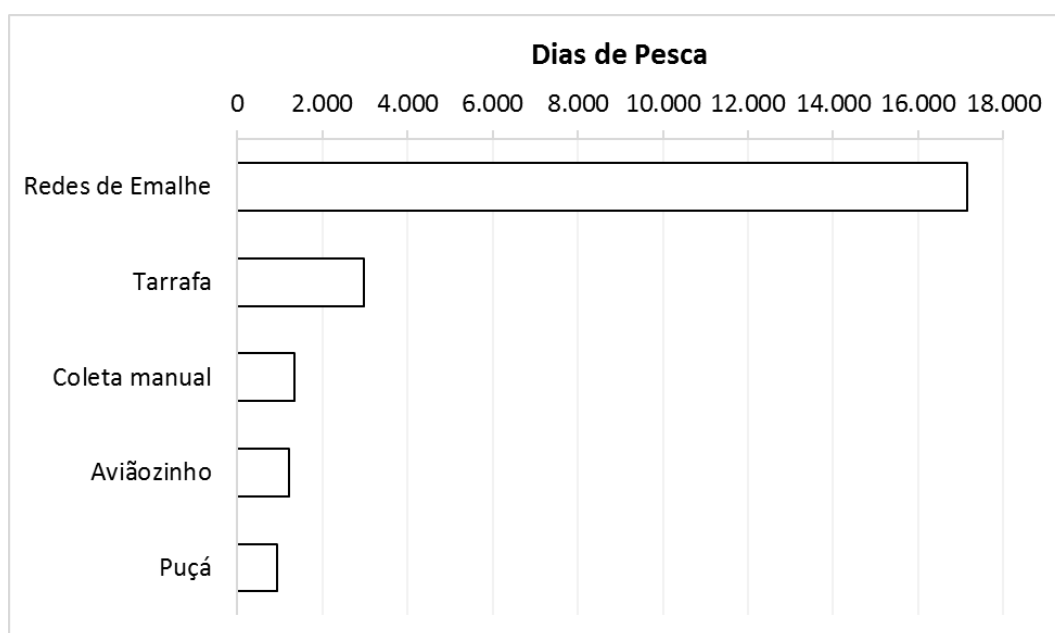 Dias de Pesca
0 2.000 4.000 6.000 8.000 10.000 12.000 14.000 16.000 18.000
Redes de Emalhe
Tarrafa
Coleta manual
Aviãozinho
Puçá